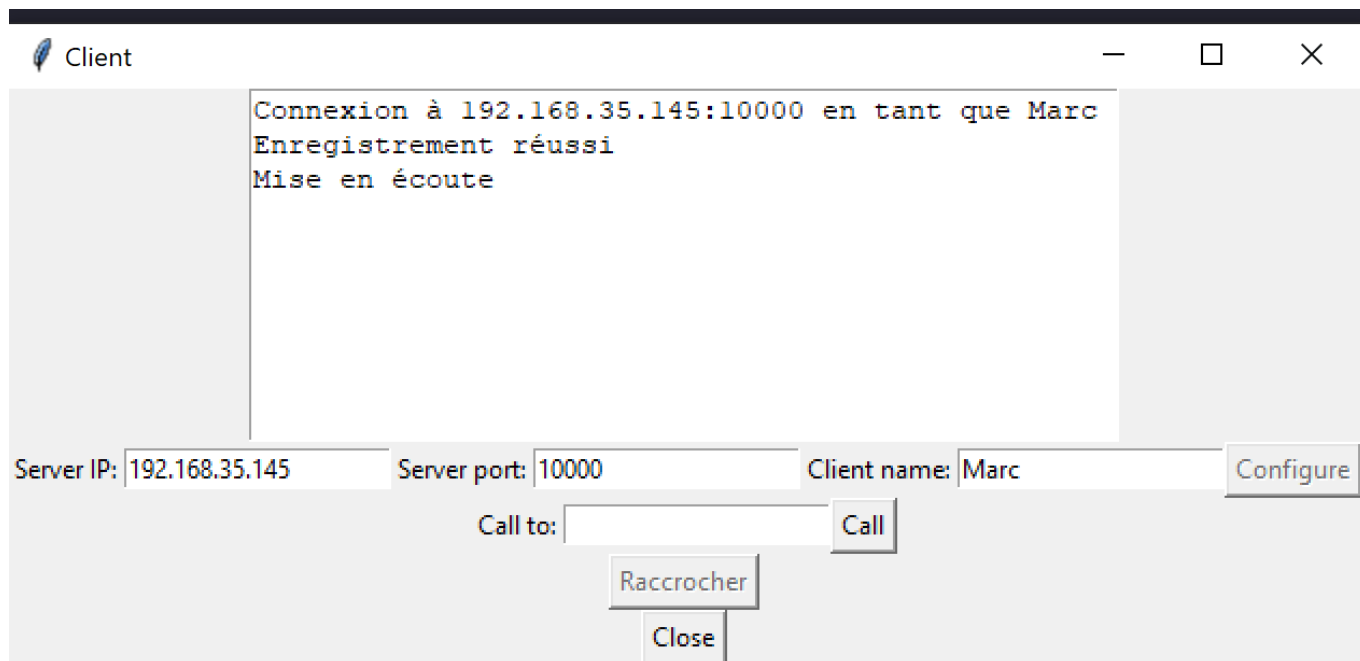 Client
Connexion à 192.168.35.145:10000 en tant que Marc
Enregistrement réussi
Mise en écoute
Server IP: 192.168.35.145 Server port: 10000 Client name: Marc Configure
Call to: Call
Raccrocher
Close